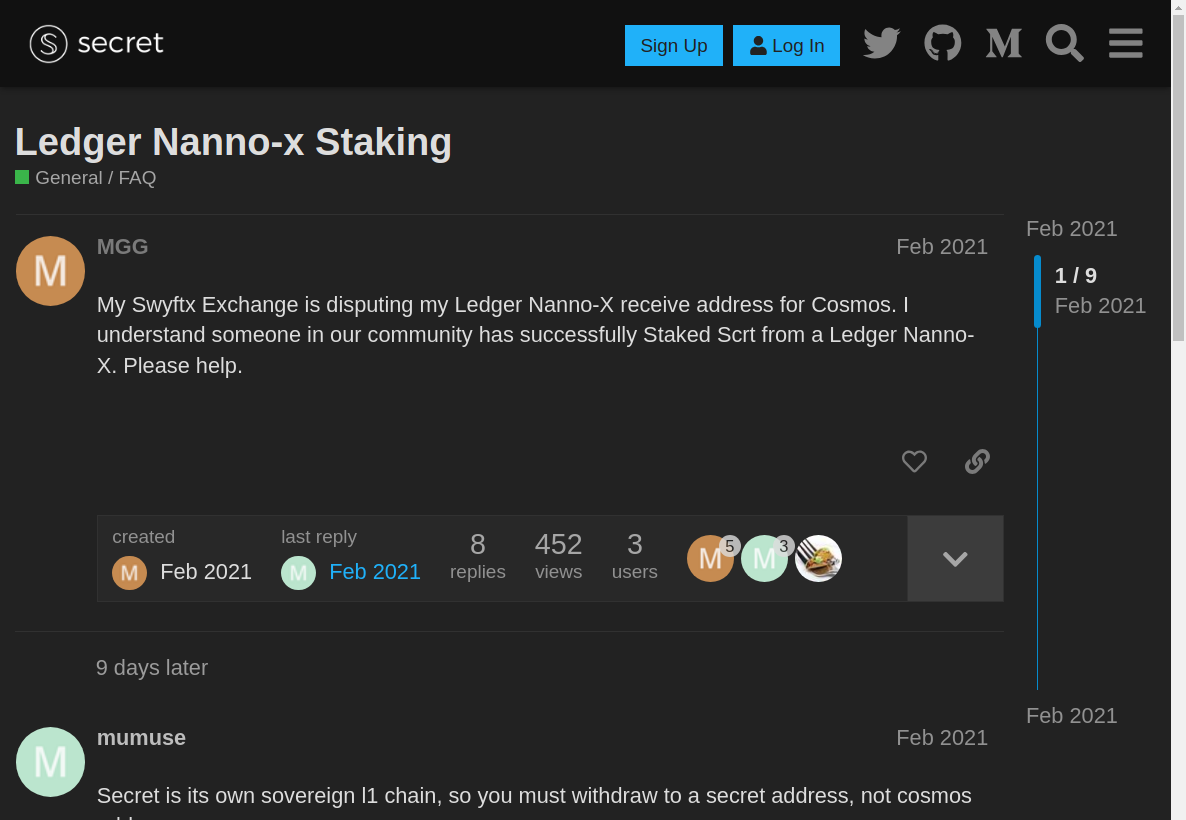 secret
Sign Up
Log In
Ledger Nanno-x Staking
General / FAQ
MGG
Feb 2021
My Swyftx Exchange is disputing my Ledger Nanno-X receive address for Cosmos. I
understand someone in our community has successfully Staked Scrt from a Ledger Nanno-
X. Please help.
Feb 2021
1 / 9
Feb 2021
created
M Feb 2021
last reply
M Feb 2021
8
replies
452
views
3
users
M 5
M 3
9 days later
Feb 2021
M
mumuse
Feb 2021
Secret is its own sovereign l1 chain, so you must withdraw to a secret address, not cosmos